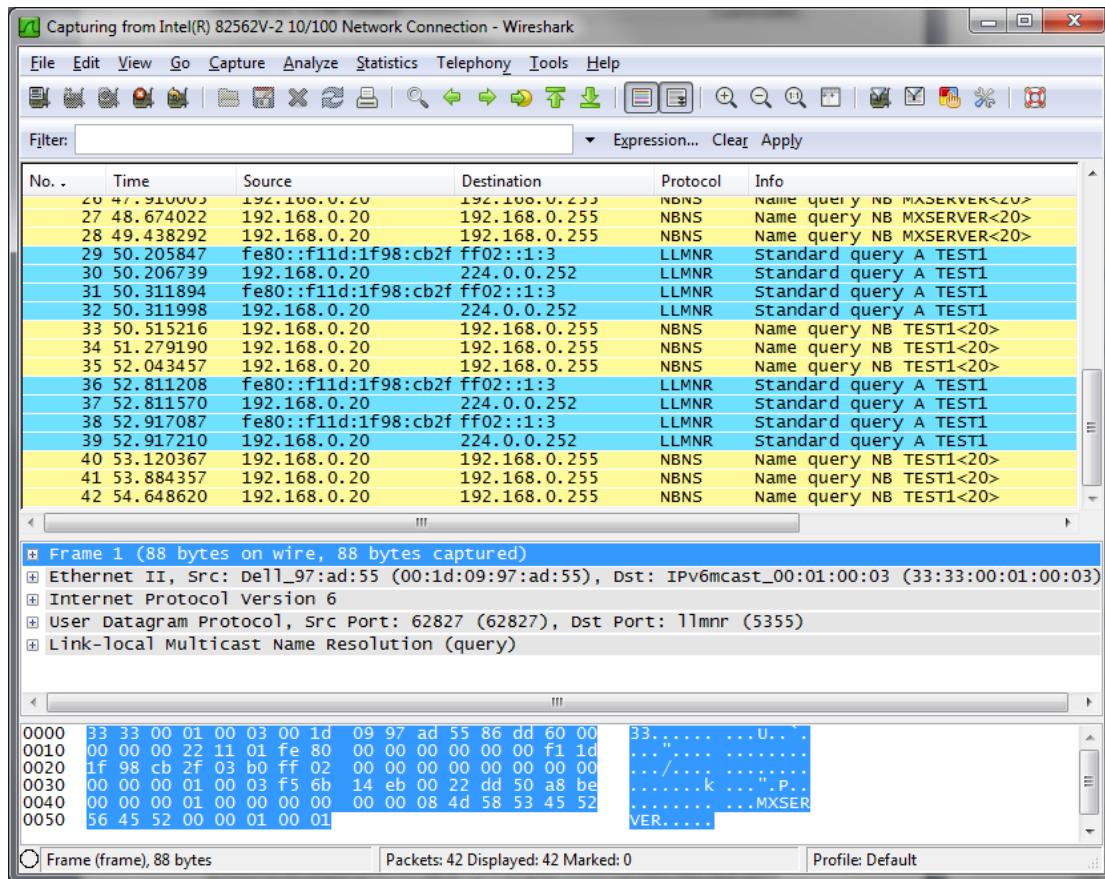 Capturing from Intel(R) 82562V-2 10/100 Network Connection - Wireshark
File Edit View Go Capture Analyze Statistics Telephony Tools Help
Filter: Expression... Clear Apply
No. Time Source Destination Protocol Info
26 47.910005 192.168.0.20 192.168.0.255 NBNS Name query NB MXSERVER<20>
27 48.674022 192.168.0.20 192.168.0.255 NBNS Name query NB MXSERVER<20>
28 49.438292 192.168.0.20 192.168.0.255 NBNS Name query NB MXSERVER<20>
29 50.205847 fe80::f11d:1f98:cb2f ff02::1:3 LLMNR Standard query A TEST1
30 50.206739 192.168.0.20 224.0.0.252 LLMNR Standard query A TEST1
31 50.311894 fe80::f11d:1f98:cb2f ff02::1:3 LLMNR Standard query A TEST1
32 50.311998 192.168.0.20 224.0.0.252 LLMNR Standard query A TEST1
33 50.515216 192.168.0.20 192.168.0.255 NBNS Name query NB TEST1<20>
34 51.279190 192.168.0.20 192.168.0.255 NBNS Name query NB TEST1<20>
35 52.043457 192.168.0.20 192.168.0.255 NBNS Name query NB TEST1<20>
36 52.811208 fe80::f11d:1f98:cb2f ff02::1:3 LLMNR Standard query A TEST1
37 52.811570 192.168.0.20 224.0.0.252 LLMNR Standard query A TEST1
38 52.917087 fe80::f11d:1f98:cb2f ff02::1:3 LLMNR Standard query A TEST1
39 52.917210 192.168.0.20 224.0.0.252 LLMNR Standard query A TEST1
40 53.120367 192.168.0.20 192.168.0.255 NBNS Name query NB TEST1<20>
41 53.884357 192.168.0.20 192.168.0.255 NBNS Name query NB TEST1<20>
42 54.648620 192.168.0.20 192.168.0.255 NBNS Name query NB TEST1<20>
Frame 1 (88 bytes on wire, 88 bytes captured)
Ethernet II, Src: Dell_97:ad:55 (00:1d:09:97:ad:55), Dst: IPv6mcast_00:01:00:03 (33:33:00:01:00:03)
Internet Protocol Version 6
User Datagram Protocol, Src Port: 62827 (62827), Dst Port: llmnr (5355)
Link-local Multicast Name Resolution (query)
0000 33 33 00 01 00 03 00 1d 09 97 ad 55 86 dd 60 00 33...... ...U..`.
0010 00 00 00 22 11 01 fe 80 00 00 00 00 00 00 f1 1d ...".... ........
0020 1f 98 cb 2f 03 b0 ff 02 00 00 00 00 00 00 00 00 .../.... ........
0030 00 00 00 01 00 03 f5 6b 14 eb 00 22 dd 50 a8 be .......k ...".P..
0040 00 00 00 01 00 00 00 00 00 00 08 4d 58 53 45 52 ........ ...MXSER
0050 56 45 52 00 00 01 00 01 VER.....
Frame (frame), 88 bytes Packets: 42 Displayed: 42 Marked: 0 Profile: Default